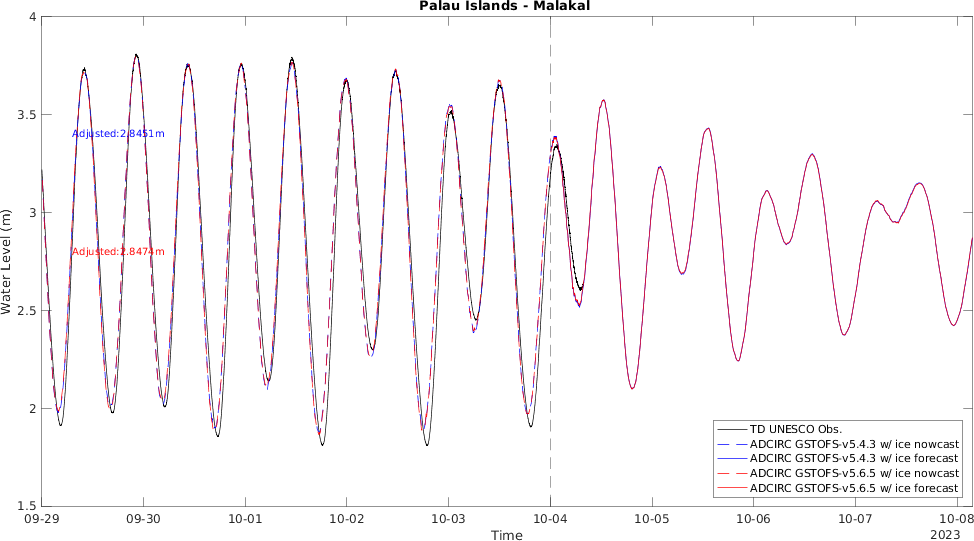 Palau Islands - Malakal
4
3.5
3
2.5
2
1.5
Water Level (m)
Adjusted:2.8451m
Adjusted:2.8474m
TD UNESCO Obs.
ADCIRC GSTOFS-v5.4.3 w/ ice nowcast
ADCIRC GSTOFS-v5.4.3 w/ ice forecast
ADCIRC GSTOFS-v5.6.5 w/ ice nowcast
ADCIRC GSTOFS-v5.6.5 w/ ice forecast
09-29 09-30 10-01 10-02 10-03 10-04 10-05 10-06 10-07 10-08
Time
2023